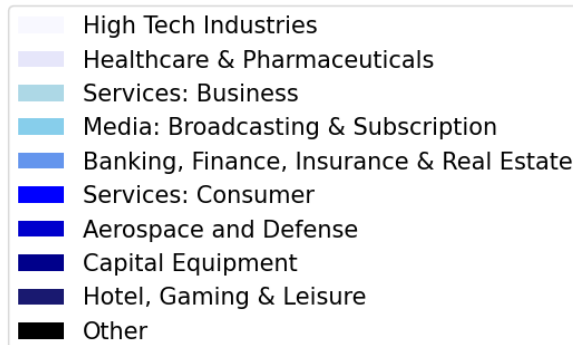 High Tech Industries
Healthcare & Pharmaceuticals
Services: Business
Media: Broadcasting & Subscription
Banking, Finance, Insurance & Real Estate
Services: Consumer
Aerospace and Defense
Capital Equipment
Hotel, Gaming & Leisure
Other